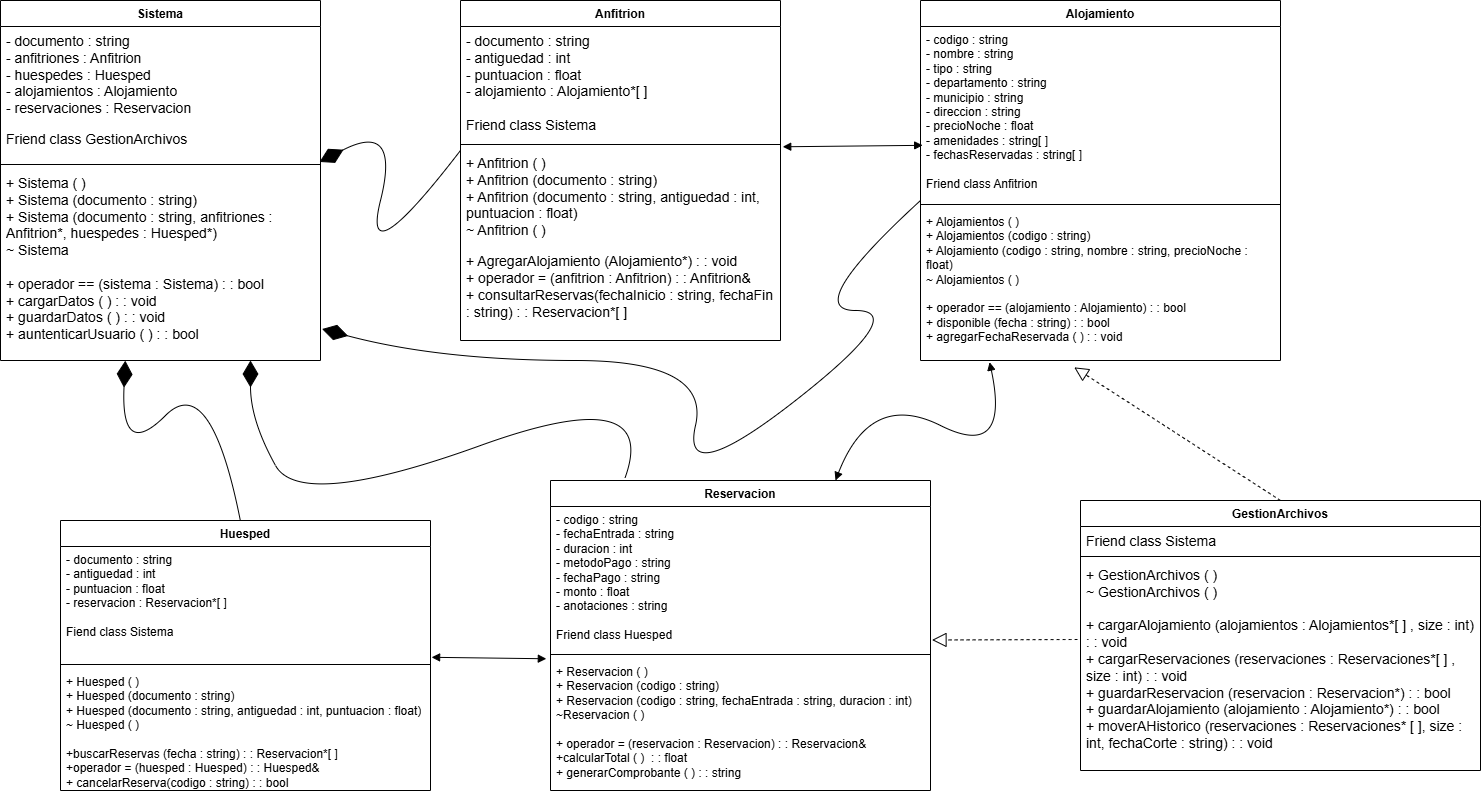 Sistema
- documento : string
- anfitriones : Anfitrion
- huespedes : Huesped
- alojamientos : Alojamiento
- reservaciones : Reservacion
Friend class GestionArchivos
+ Sistema ( )
+ Sistema (documento : string)
+ Sistema (documento : string, anfitriones :
Anfitrion*, huespedes : Huesped*)
~ Sistema
+ operador == (sistema : Sistema) : : bool
+ cargarDatos ( ) : : void
+ guardarDatos ( ) : : void
+ auntenticarUsuario ( ) : : bool
Anfitrion
- documento : string
- antiguedad : int
- puntuacion : float
- alojamiento : Alojamiento*[ ]
Friend class Sistema
+ Anfitrion ( )
+ Anfitrion (documento : string)
+ Anfitrion (documento : string, antiguedad : int,
puntuacion : float)
~ Anfitrion ( )
+ AgregarAlojamiento (Alojamiento*) : : void
+ operador = (anfitrion : Anfitrion) : : Anfitrion&
+ consultarReservas(fechaInicio : string, fechaFin
: string) : : Reservacion*[ ]
Alojamiento
- codigo : string
- nombre : string
- tipo : string
- departamento : string
- municipio : string
- direccion : string
- precioNoche : float
- amenidades : string[ ]
- fechasReservadas : string[ ]
Friend class Anfitrion
+ Alojamientos ( )
+ Alojamientos (codigo : string)
+ Alojamiento (codigo : string, nombre : string, precioNoche :
float)
~ Alojamientos ( )
+ operador == (alojamiento : Alojamiento) : : bool
+ disponible (fecha : string) : : bool
+ agregarFechaReservada ( ) : : void
Huesped
- documento : string
- antiguedad : int
- puntuacion : float
- reservacion : Reservacion*[ ]
Fiend class Sistema
+ Huesped ( )
+ Huesped (documento : string)
+ Huesped (documento : string, antiguedad : int, puntuacion : float)
~ Huesped ( )
+buscarReservas (fecha : string) : : Reservacion*[ ]
+operador = (huesped : Huesped) : : Huesped&
+ cancelarReserva(codigo : string) : : bool
Reservacion
- codigo : string
- fechaEntrada : string
- duracion : int
- metodoPago : string
- fechaPago : string
- monto : float
- anotaciones : string
Friend class Huesped
+ Reservacion ( )
+ Reservacion (codigo : string)
+ Reservacion (codigo : string, fechaEntrada : string, duracion : int)
~Reservacion ( )
+ operador = (reservacion : Reservacion) : : Reservacion&
+calcularTotal ( ) : : float
+ generarComprobante ( ) : : string
GestionArchivos
Friend class Sistema
+ GestionArchivos ( )
~ GestionArchivos ( )
+ cargarAlojamiento (alojamientos : Alojamientos*[ ] , size : int)
: : void
+ cargarReservaciones (reservaciones : Reservaciones*[ ] ,
size : int) : : void
+ guardarReservacion (reservacion : Reservacion*) : : bool
+ guardarAlojamiento (alojamiento : Alojamiento*) : : bool
+ moverAHistorico (reservaciones : Reservaciones* [ ], size :
int, fechaCorte : string) : : void